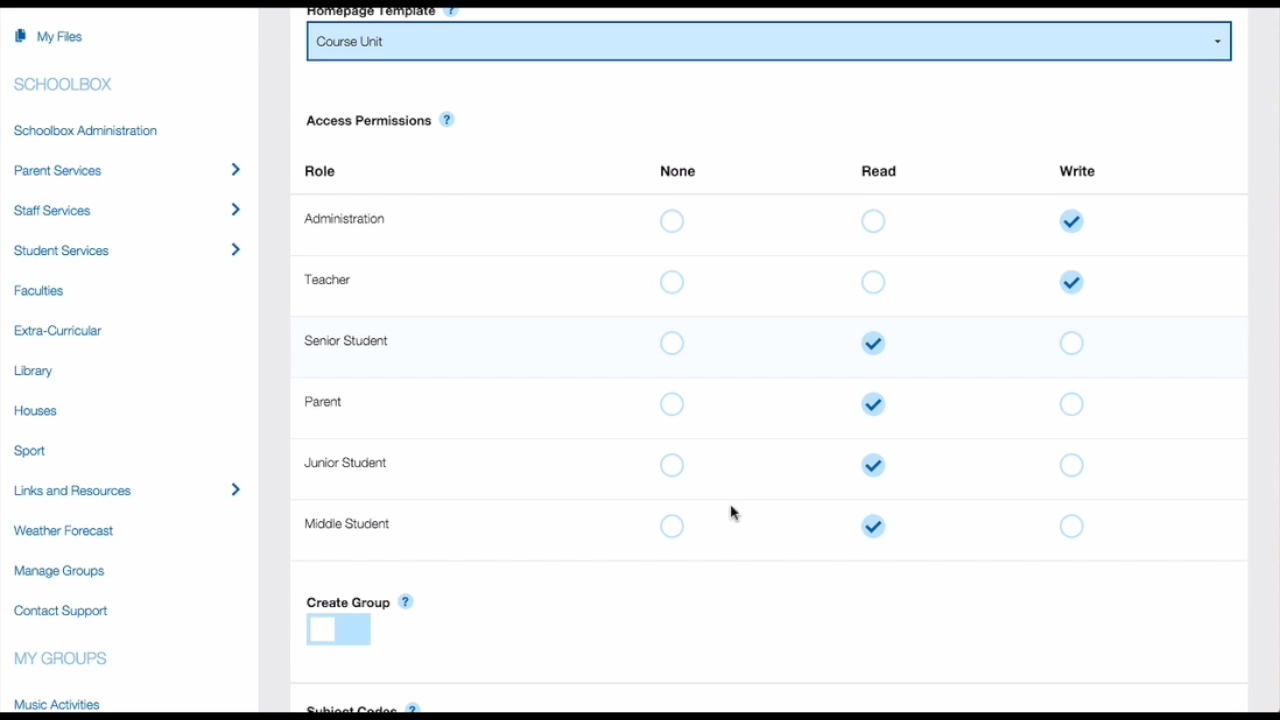 My Files
SCHOOLBOX
Schoolbox Administration
Parent Services
Staff Services
Student Services
Faculties
Extra-Curricular
Library
Houses
Sport
Links and Resources
Weather Forecast
Manage Groups
Contact Support
MY GROUPS
Music Activities
Homepage Template ?
Course Unit
Access Permissions ?
Role None Read Write
Administration
Teacher
Senior Student
Parent
Junior Student
Middle Student
Create Group ?
Subject Codes ?